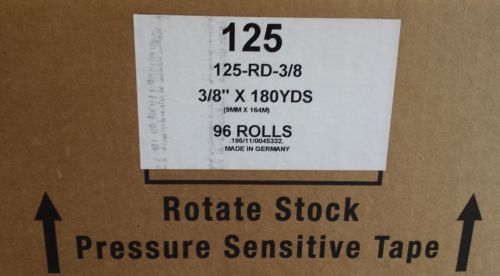 125
125-RD-3/8
3/8" X 180YDS
(9MM X 164M)
96 ROLLS
.195/11/0045332.
MADE IN GERMANY
Rotate Stock
Pressure Sensitive Tape